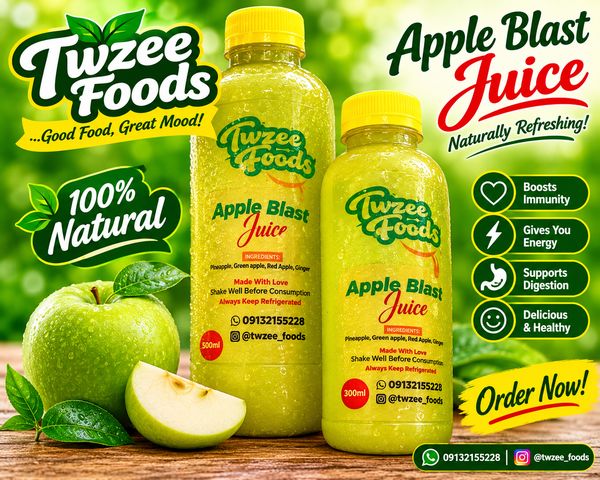 Twzee
Foods
...Good Food, Great Mood!
100%
Natural
Apple Blast
Juice
Naturally Refreshing!
Boosts
Immunity
Gives You
Energy
Supports
Digestion
Delicious
& Healthy
Order Now!
Twzee
Foods
Apple Blast
Juice
INGREDIENTS:
Pineapple, Green apple, Red Apple, Ginger
Made With Love
Shake Well Before Consumption
Always Keep Refrigerated
500ml
09132155228
@twzee_foods
Twzee
Foods
Apple Blast
Juice
INGREDIENTS:
Pineapple, Green apple, Red Apple, Ginger
Made With Love
Shake Well Before Consumption
Always Keep Refrigerated
300ml
09132155228
@twzee_foods
09132155228 | @twzee_foods